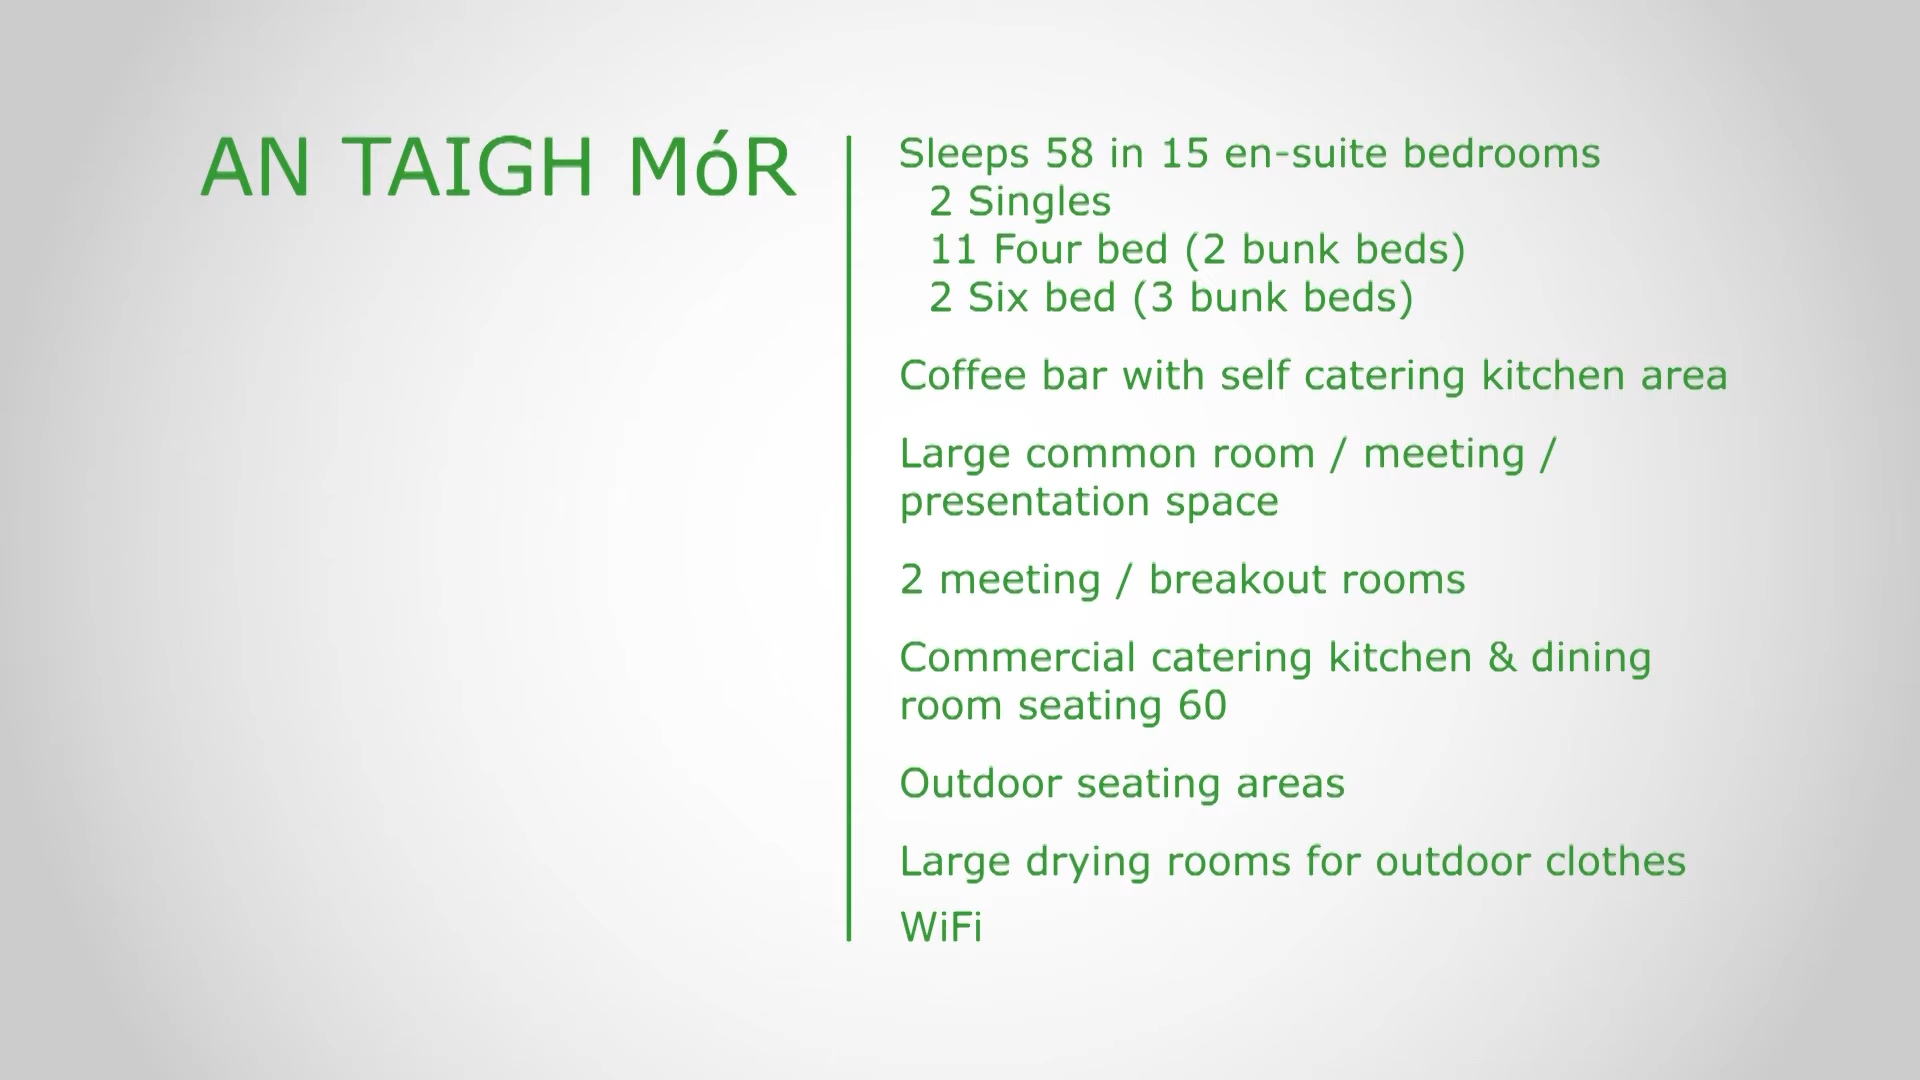 AN TAIGH MóR
Sleeps 58 in 15 en-suite bedrooms
2 Singles
11 Four bed (2 bunk beds)
2 Six bed (3 bunk beds)
Coffee bar with self catering kitchen area
Large common room / meeting /
presentation space
2 meeting / breakout rooms
Commercial catering kitchen & dining
room seating 60
Outdoor seating areas
Large drying rooms for outdoor clothes
WiFi